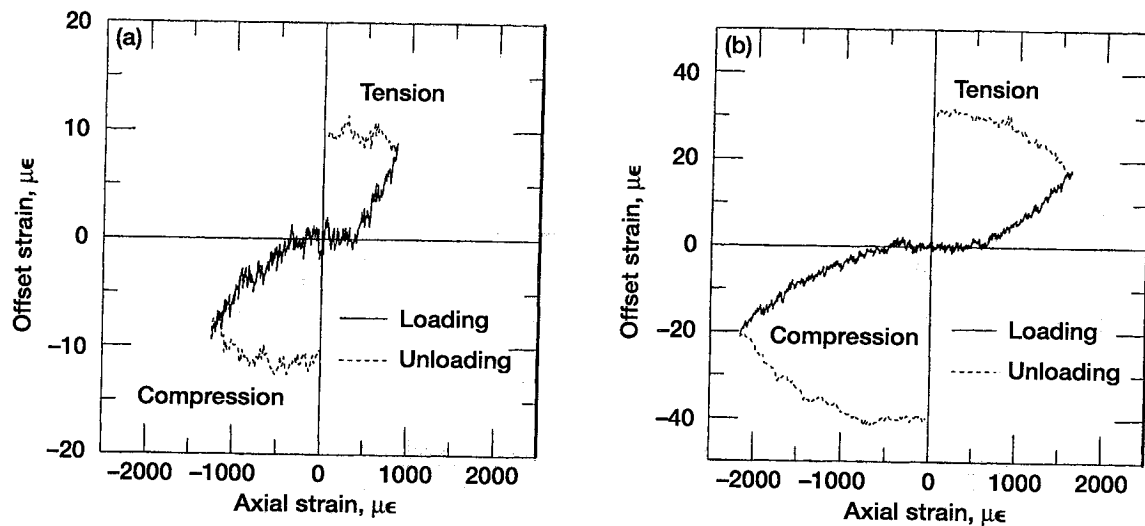 (a)
20
10
0
−10
−20
Offset strain, με
Tension
Loading
Unloading
Compression
−2000 −1000 0 1000 2000
Axial strain, με
(b)
40
20
0
−20
−40
Offset strain, με
Tension
Compression
Loading
Unloading
−2000 −1000 0 1000 2000
Axial strain, με